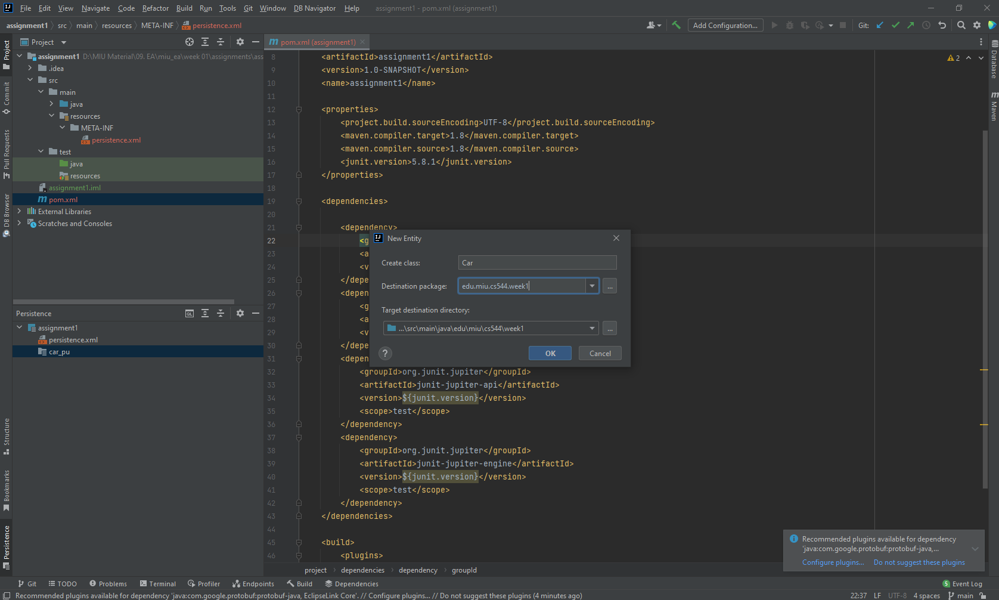 File Edit View Navigate Code Refactor Build Run Tools Git Window DB Navigator Help assignment1 - pom.xml (assignment1)
assignment1 src main resources META-INF persistence.xml Add Configuration... Git:
Project
pom.xml (assignment1)
assignment1 D:\MIU Material\09. EA\miu_ea\week 01\assignments\ass
.idea
src
main
java
resources
META-INF
persistence.xml
test
java
resources
assignment1.iml
pom.xml
External Libraries
Scratches and Consoles
Persistence
assignment1
persistence.xml
car_pu
Project
Commit
Pull Requests
DB Browser
Structure
Bookmarks
Persistence
8 <artifactId>assignment1</artifactId>
9 <version>1.0-SNAPSHOT</version>
10 <name>assignment1</name>
11
12 <properties>
13 <project.build.sourceEncoding>UTF-8</project.build.sourceEncoding>
14 <maven.compiler.target>1.8</maven.compiler.target>
15 <maven.compiler.source>1.8</maven.compiler.source>
16 <junit.version>5.8.1</junit.version>
17 </properties>
18
19 <dependencies>
20
21 <dependency>
22 <g
23 <a
24 <v
25 </depe
26 <depen
27 <g
28 <a
29 <v
30 </depe
31 <depen
32 <groupId>org.junit.jupiter</groupId>
33 <artifactId>junit-jupiter-api</artifactId>
34 <version>${junit.version}</version>
35 <scope>test</scope>
36 </dependency>
37 <dependency>
38 <groupId>org.junit.jupiter</groupId>
39 <artifactId>junit-jupiter-engine</artifactId>
40 <version>${junit.version}</version>
41 <scope>test</scope>
42 </dependency>
43 </dependencies>
44
45 <build>
46 <plugins>
2
Database
Maven
New Entity
Create class: Car
Destination package: edu.miu.cs544.week1
...
Target destination directory:
...\src\main\java\edu\miu\cs544\week1
...
? OK Cancel
Recommended plugins available for dependency
'java:com.google.protobuf:protobuf-java,...
Configure plugins... Do not suggest these plugins
project dependencies dependency groupId
Git TODO Problems Terminal Profiler Endpoints Build Dependencies 5 Event Log
Recommended plugins available for dependency 'java:com.google.protobuf:protobuf-java, EclipseLink Core'. // Configure plugins... // Do not suggest these plugins (4 minutes ago) 22:37 LF UTF-8 4 spaces main